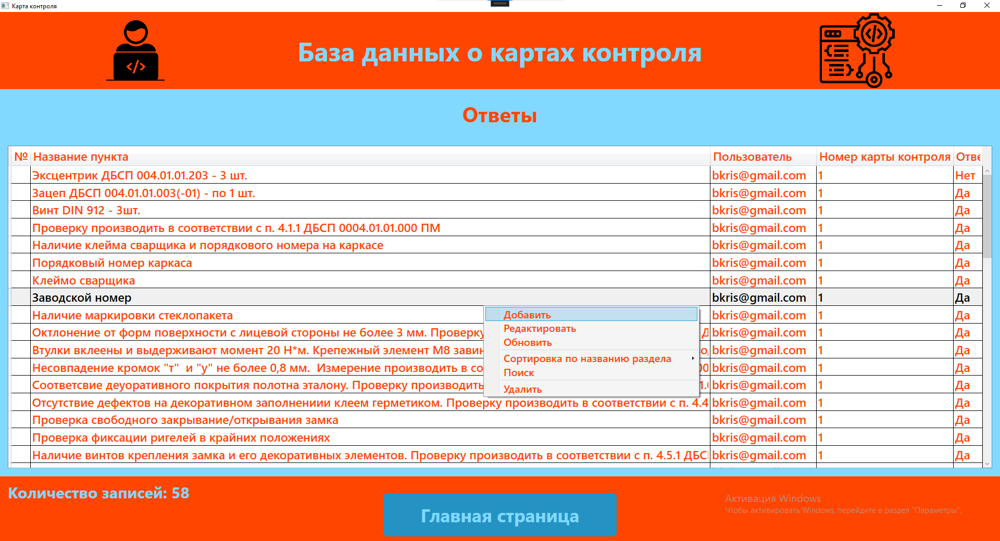 Карта контроля
База данных о картах контроля
Ответы
№ Название пункта Пользователь Номер карты контроля Отве
Эксцентрик ДБСП 004.01.01.203 - 3 шт. bkris@gmail.com 1 Нет
Зацеп ДБСП 004.01.01.003(-01) - по 1 шт. bkris@gmail.com 1 Да
Винт DIN 912 - 3шт. bkris@gmail.com 1 Да
Проверку производить в соответствии с п. 4.1.1 ДБСП 0004.01.01.000 ПМ bkris@gmail.com 1 Да
Наличие клейма сварщика и порядкового номера на каркасе bkris@gmail.com 1 Да
Порядковый номер каркаса bkris@gmail.com 1 Да
Клеймо сварщика bkris@gmail.com 1 Да
Заводской номер bkris@gmail.com 1 Да
Наличие маркировки стеклопакета bkris@gmail.com 1 Да
Октлонение от форм поверхности с лицевой стороны не более 3 мм. Проверку bkris@gmail.com 1 Да
Втулки вклеены и выдерживают момент 20 Н*м. Крепежный элемент М8 завин bkris@gmail.com 1 Да
Несовпадение кромок "т" и "у" не более 0,8 мм. Измерение производить в со bkris@gmail.com 1 Да
Соответсвие деуоративного покрытия полотна эталону. Проверку производить bkris@gmail.com 1 Да
Отсутствие дефектов на декоративном заполнениии клеем герметиком. Проверку производить в соответствии с п. 4.4 bkris@gmail.com 1 Да
Проверка свободного закрывание/открывания замка bkris@gmail.com 1 Да
Проверка фиксации ригелей в крайних положениях bkris@gmail.com 1 Да
Наличие винтов крепления замка и его декоративных элементов. Проверку производить в соответствии с п. 4.5.1 ДБС bkris@gmail.com 1 Да
Добавить
Редактировать
Обновить
Сортировка по названию раздела
Поиск
Удалить
Количество записей: 58
Главная страница
Активация Windows
Чтобы активировать Windows, перейдите в раздел "Параметры".